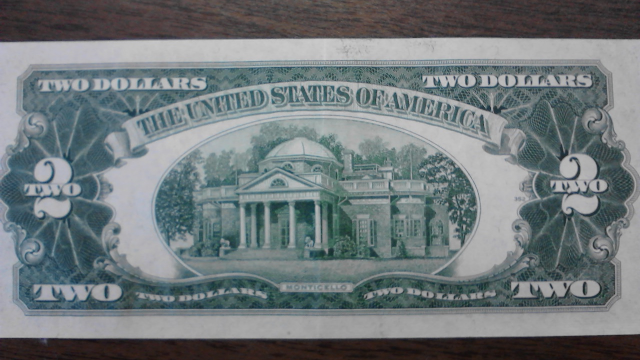 TWO DOLLARS TWO DOLLARS
THE UNITED STATES OF AMERICA
2 2
TWO TWO
MONTICELLO
TWO TWO DOLLARS TWO DOLLARS TWO